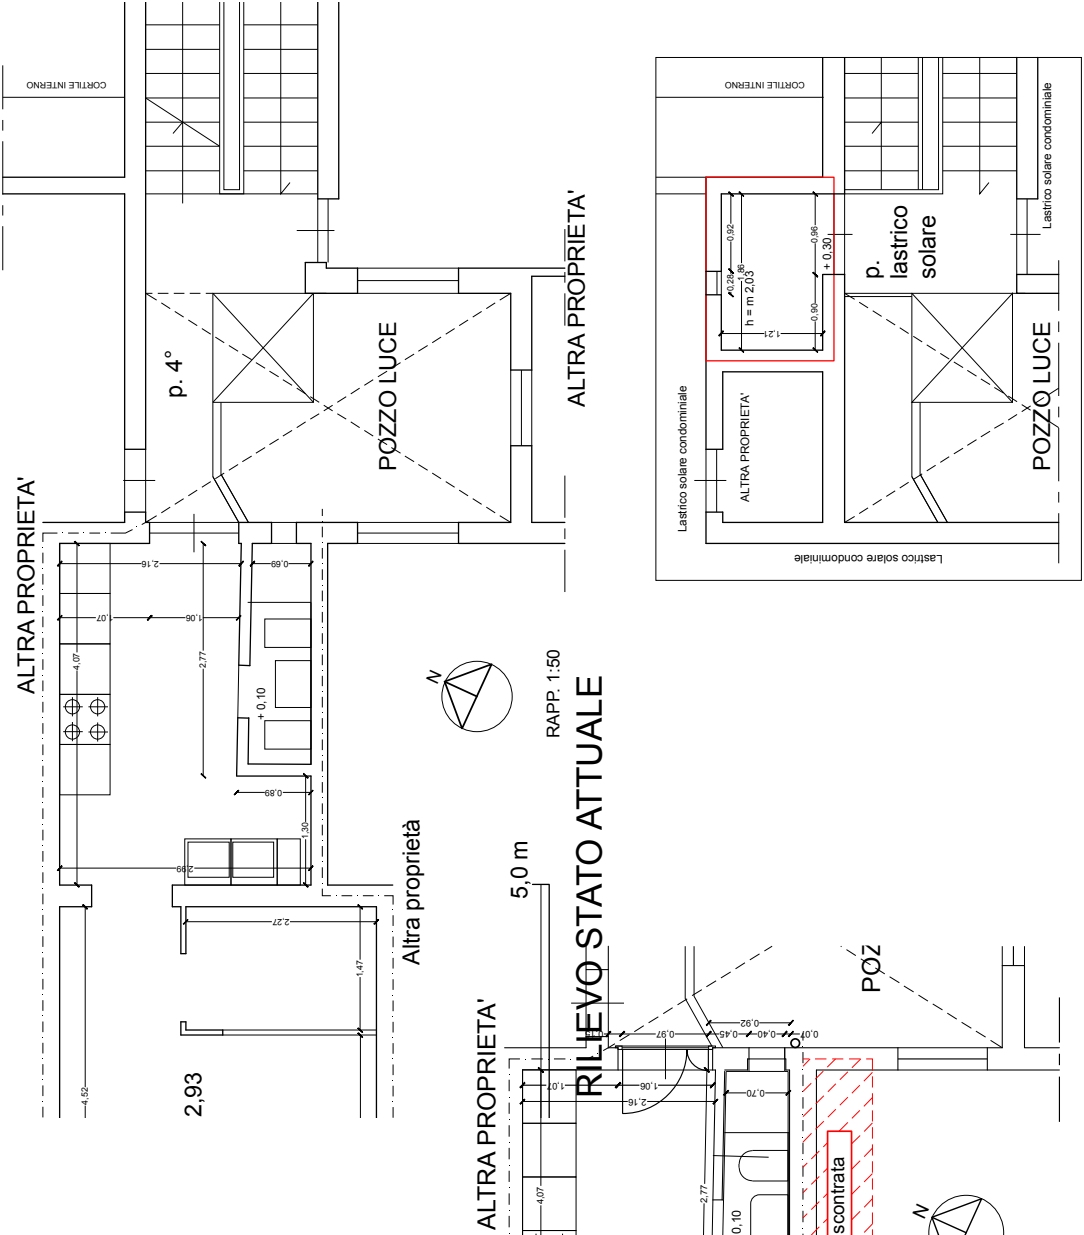 CORTILE INTERNO
p. 4°
POZZO LUCE
ALTRA PROPRIETA'
ALTRA PROPRIETA'
2,16
0,69
1,07
1,06
4,07
2,77
+ 0,10
0,89
1,30
2,99
2,27
1,47
4,52
2,93
Altra proprietà
N
RAPP. 1:50
RILIEVO STATO ATTUALE
5,0 m
CORTILE INTERNO
Lastrico solare condominiale
p.
lastrico
solare
+ 0,30
0,92
0,96
0,28
1,86
h = m 2,03
0,90
1,21
Lastrico solare condominiale
ALTRA PROPRIETA'
POZZO LUCE
Lastrico solare condominiale
ALTRA PROPRIETA'
POZ
0,15
0,97
0,45
0,40
0,07
0,92
1,07
1,06
2,16
0,70
4,07
2,77
0,10
scontrata
N